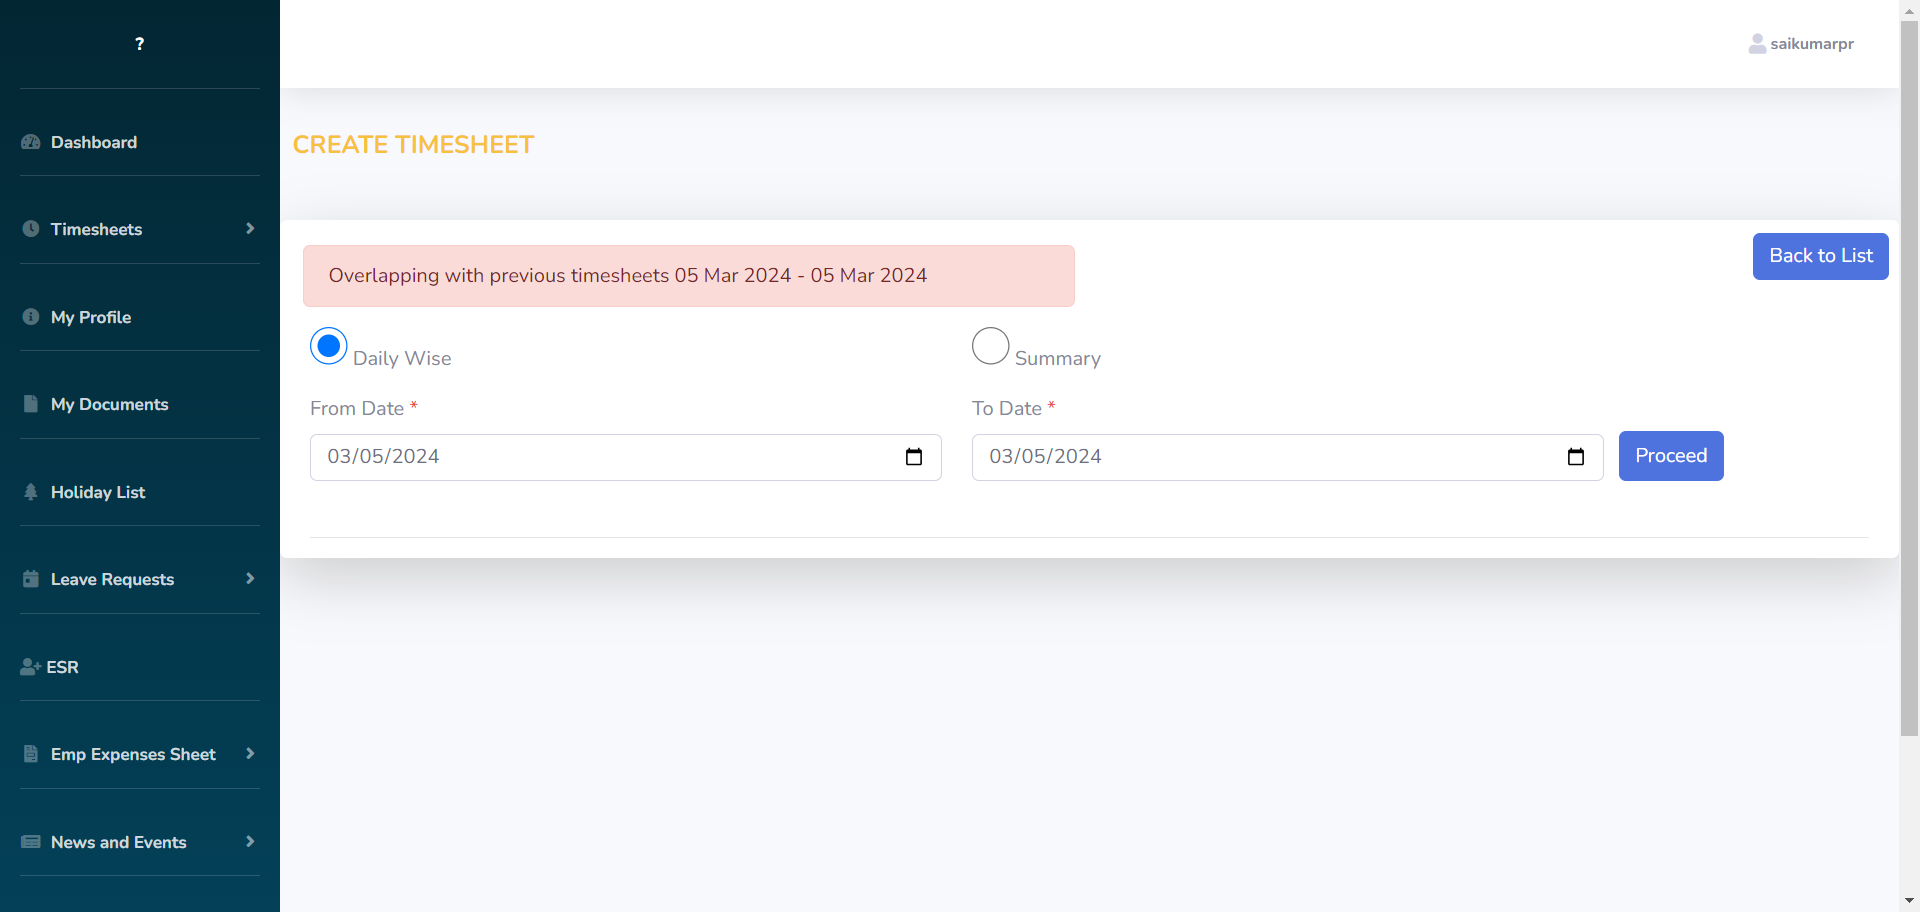 ?
saikumarpr
Dashboard
Timesheets
My Profile
My Documents
Holiday List
Leave Requests
ESR
Emp Expenses Sheet
News and Events
CREATE TIMESHEET
Overlapping with previous timesheets 05 Mar 2024 - 05 Mar 2024
Back to List
Daily Wise
Summary
From Date *
To Date *
03/05/2024
03/05/2024
Proceed